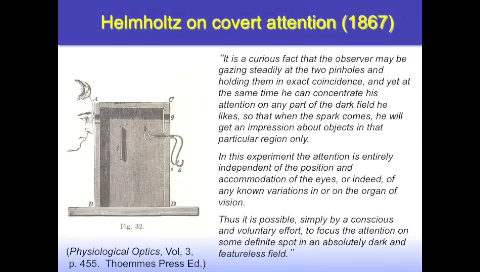 Helmholtz on covert attention (1867)
"It is a curious fact that the observer may be
gazing steadily at the two pinholes and
holding them in exact coincidence, and yet at
the same time he can concentrate his
attention on any part of the dark field he
likes, so that when the spark comes, he will
get an impression about objects in that
particular region only.
In this experiment the attention is entirely
independent of the position and
accommodation of the eyes, or indeed, of
any known variations in or on the organ of
vision.
Thus it is possible, simply by a conscious
and voluntary effort, to focus the attention on
some definite spot in an absolutely dark and
featureless field."
A
C
g
B
D
Fig. 32.
(Physiological Optics, Vol, 3,
p. 455. Thoemmes Press Ed.)